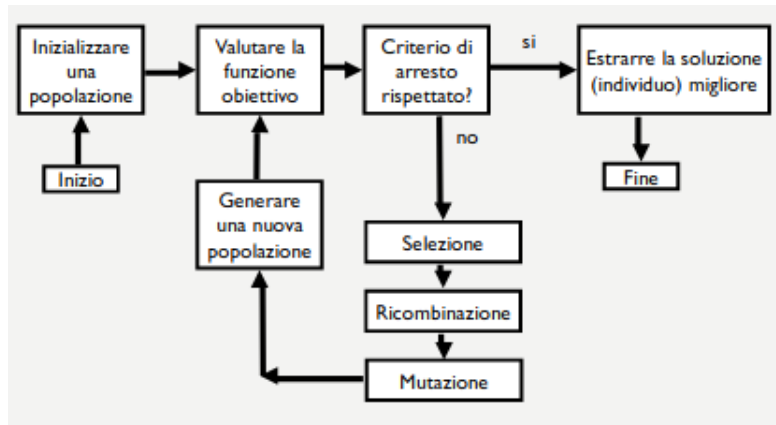 Inizializzare
una
popolazione
Valutare la
funzione
obiettivo
Criterio di
arresto
rispettato?
si
Estrarre la soluzione
(individuo) migliore
no
Inizio
Fine
Generare
una nuova
popolazione
Selezione
Ricombinazione
Mutazione